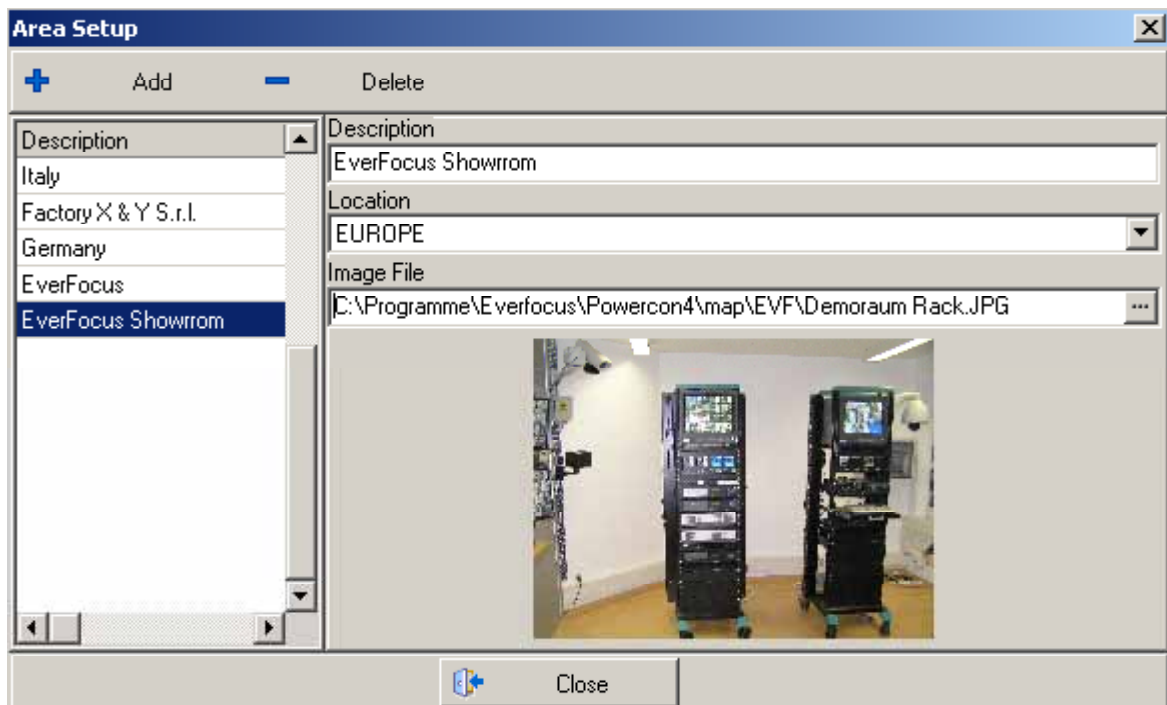 Area Setup
Add
Delete
Description
Italy
Factory X & Y S.r.l.
Germany
EverFocus
EverFocus Showrrom
Description
EverFocus Showrrom
Location
EUROPE
Image File
C:\Programme\Everfocus\Powercon4\map\EVF\Demoraum Rack.JPG
...
Close